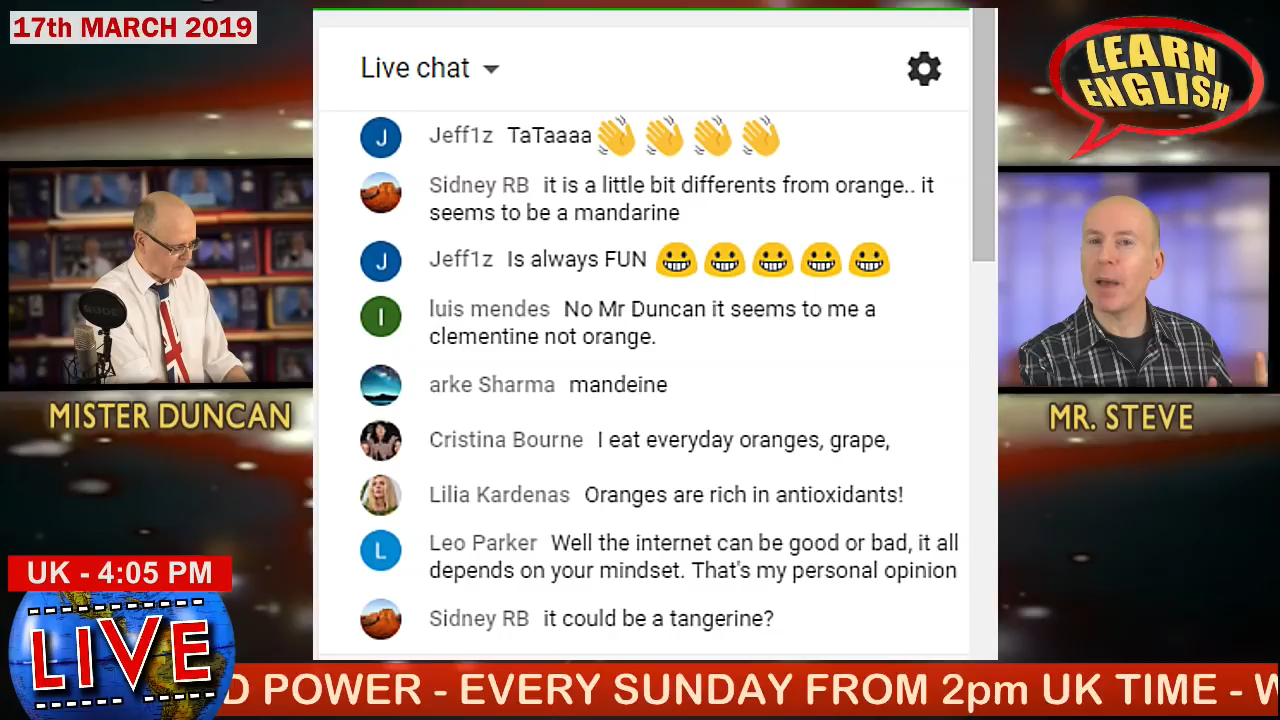 17th MARCH 2019
LEARN
ENGLISH
Live chat
Jeff1z TaTaaaa 👋 👋 👋 👋
Sidney RB it is a little bit differents from orange.. it
seems to be a mandarine
Jeff1z Is always FUN 😀 😀 😀 😀 😀
luis mendes No Mr Duncan it seems to me a
clementine not orange.
arke Sharma mandeine
Cristina Bourne I eat everyday oranges, grape,
Lilia Kardenas Oranges are rich in antioxidants!
Leo Parker Well the internet can be good or bad, it all
depends on your mindset. That's my personal opinion
Sidney RB it could be a tangerine?
MISTER DUNCAN
MR. STEVE
UK - 4:05 PM
LIVE
D POWER - EVERY SUNDAY FROM 2pm UK TIME - W